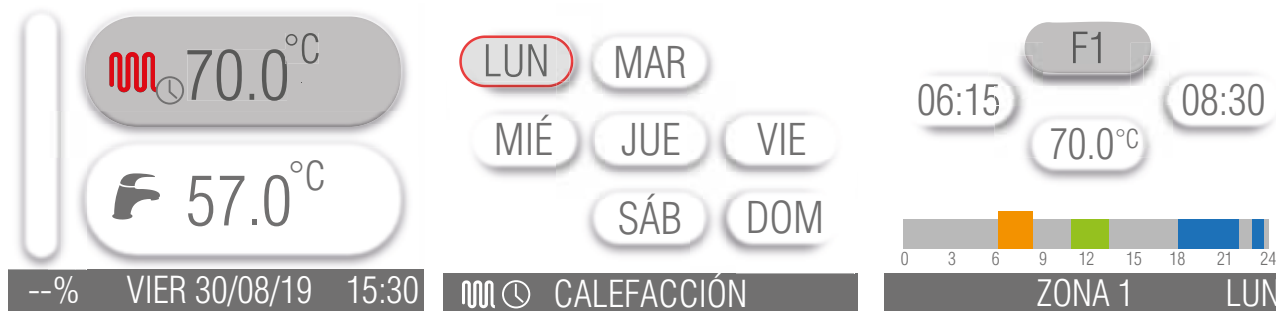 70.0°C
57.0°C
--% VIER 30/08/19 15:30
LUN MAR
MIÉ JUE VIE
SÁB DOM
CALEFACCIÓN
F1
06:15 08:30
70.0°C
0 3 6 9 12 15 18 21 24
ZONA 1 LUN